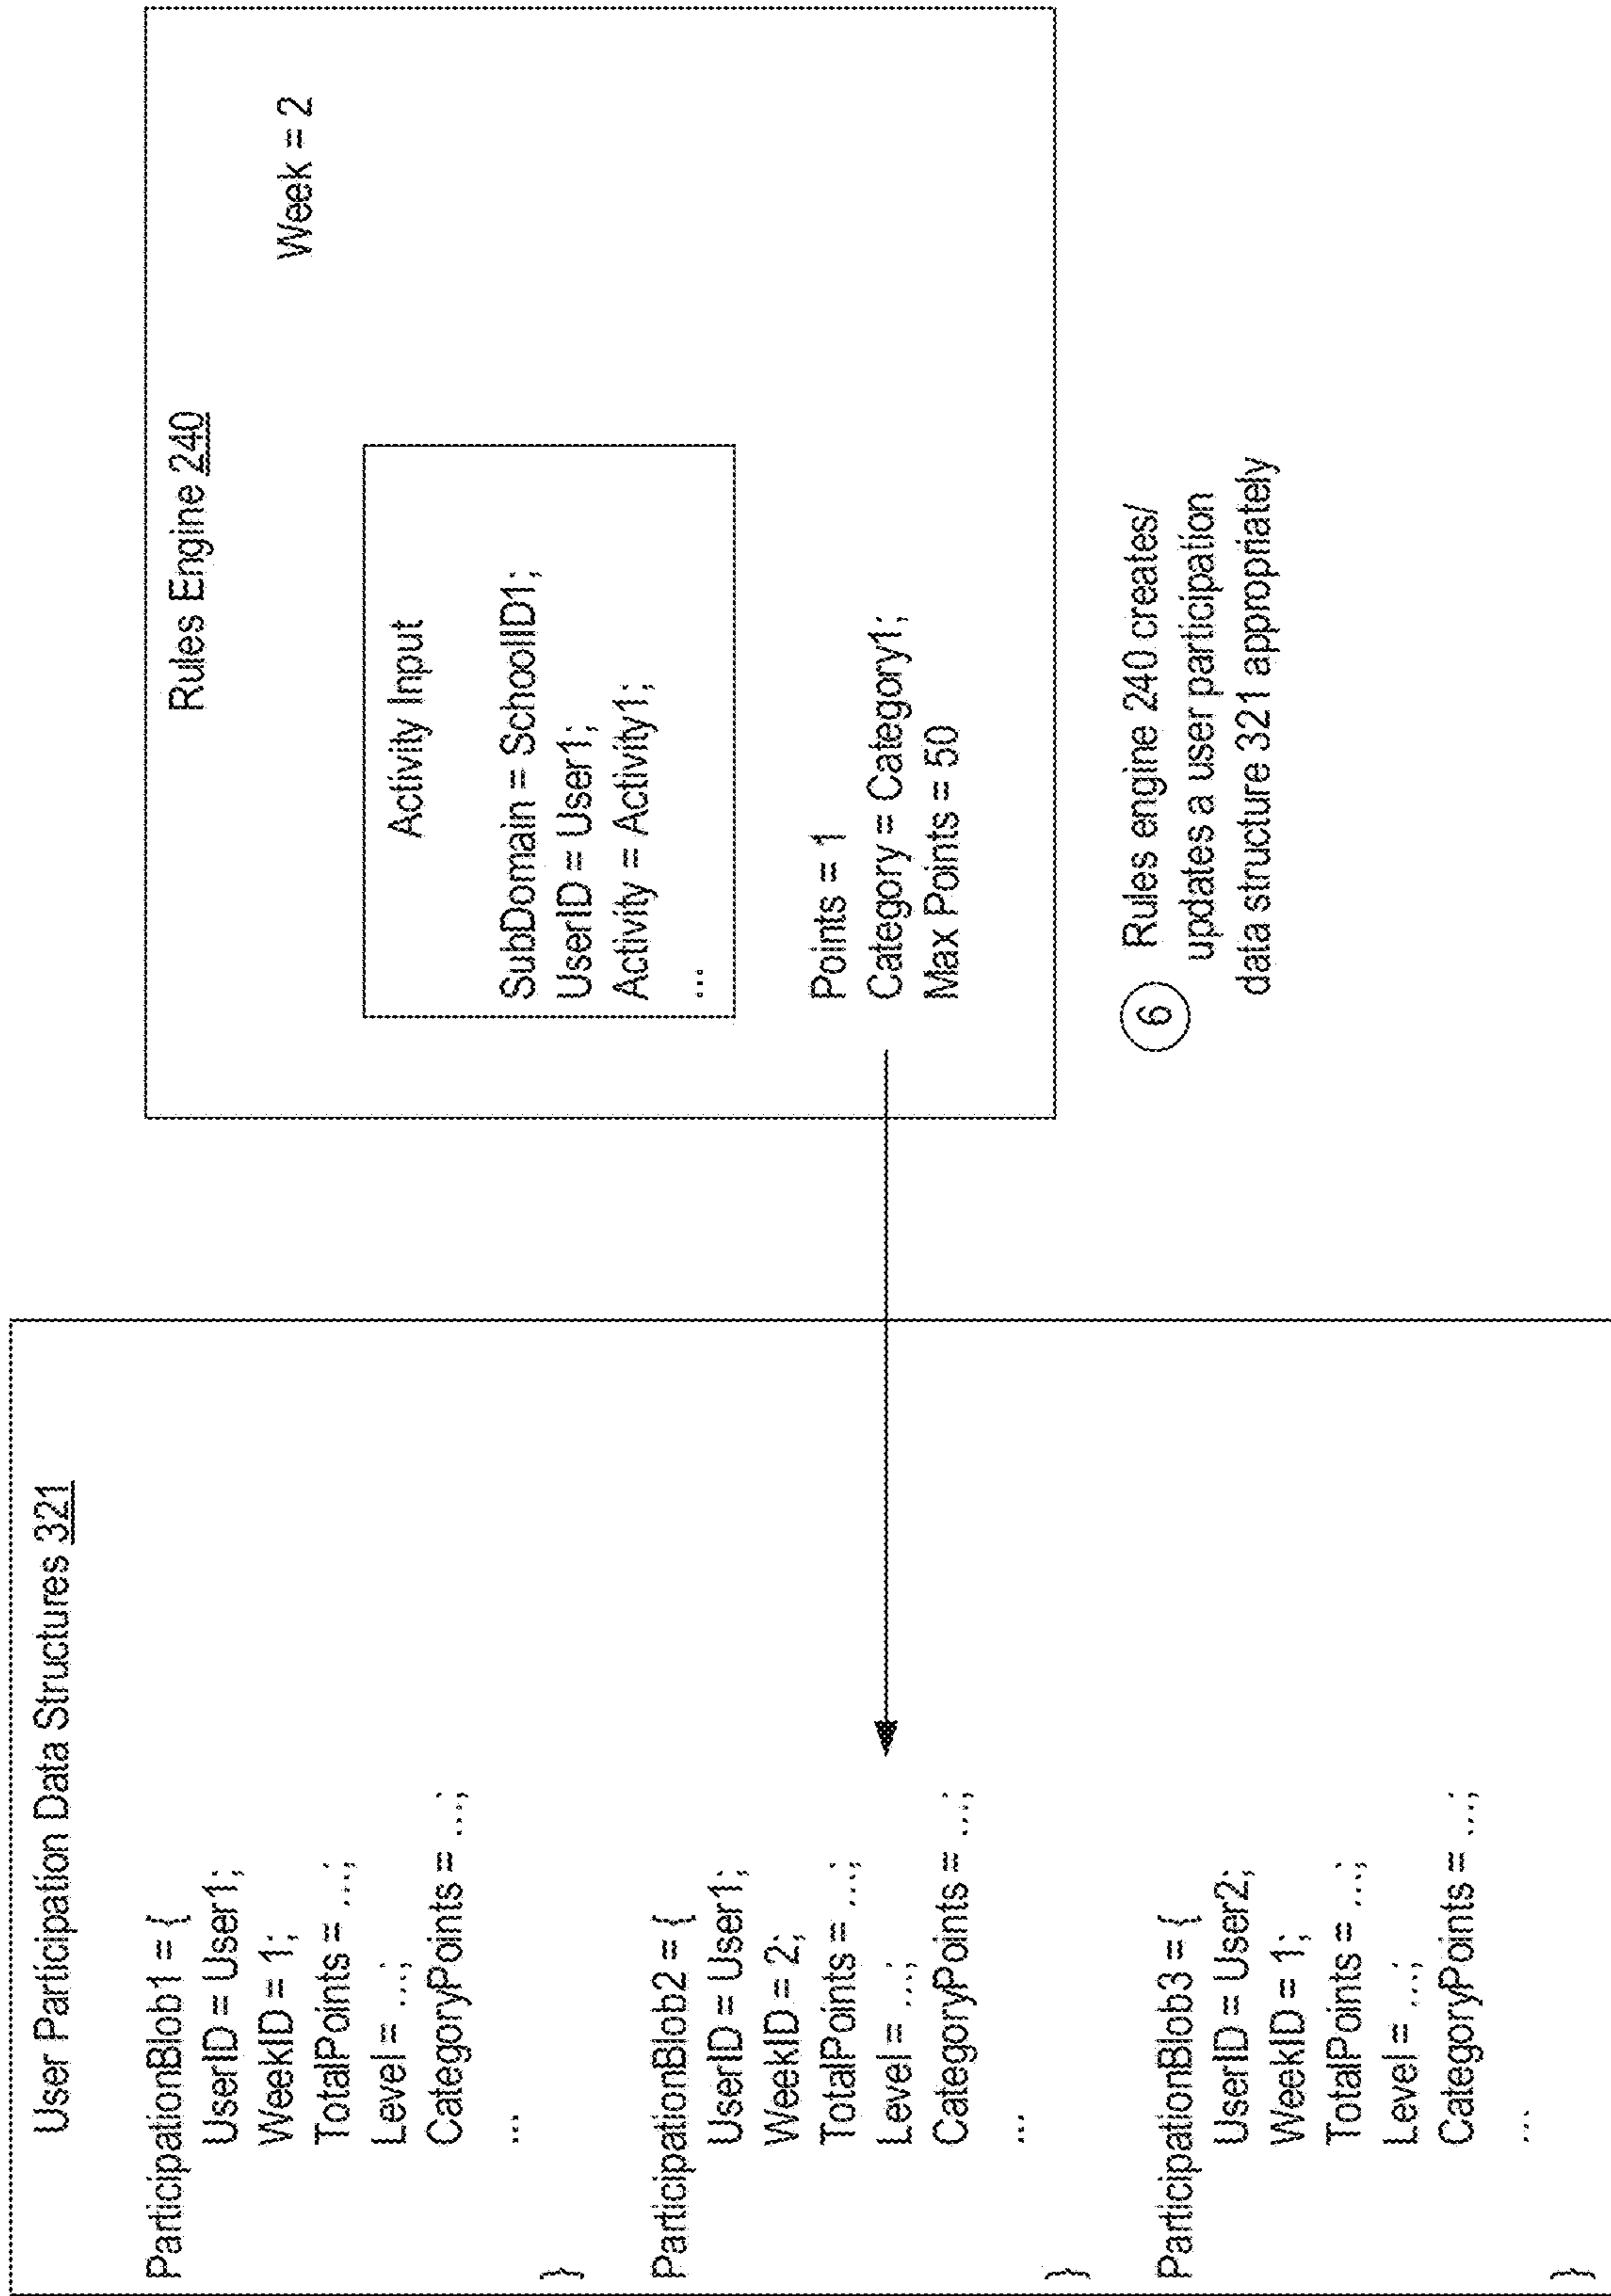 User Participation Data Structures 321
ParticipationBlob1 = {
UserID = User1;
WeekID = 1;
TotalPoints = ...;
Level = ...;
CategoryPoints = ...;
...
}
ParticipationBlob2 = {
UserID = User1;
WeekID = 2;
TotalPoints = ...;
Level = ...;
CategoryPoints = ...;
...
}
ParticipationBlob3 = {
UserID = User2;
WeekID = 1;
TotalPoints = ...;
Level = ...;
CategoryPoints = ...;
...
}
Rules Engine 240
Week = 2
Activity Input
SubDomain = SchoolID1;
UserID = User1;
Activity = Activity1;
...
Points = 1
Category = Category1;
Max Points = 50
6 Rules engine 240 creates/
updates a user participation
data structure 321 appropriately